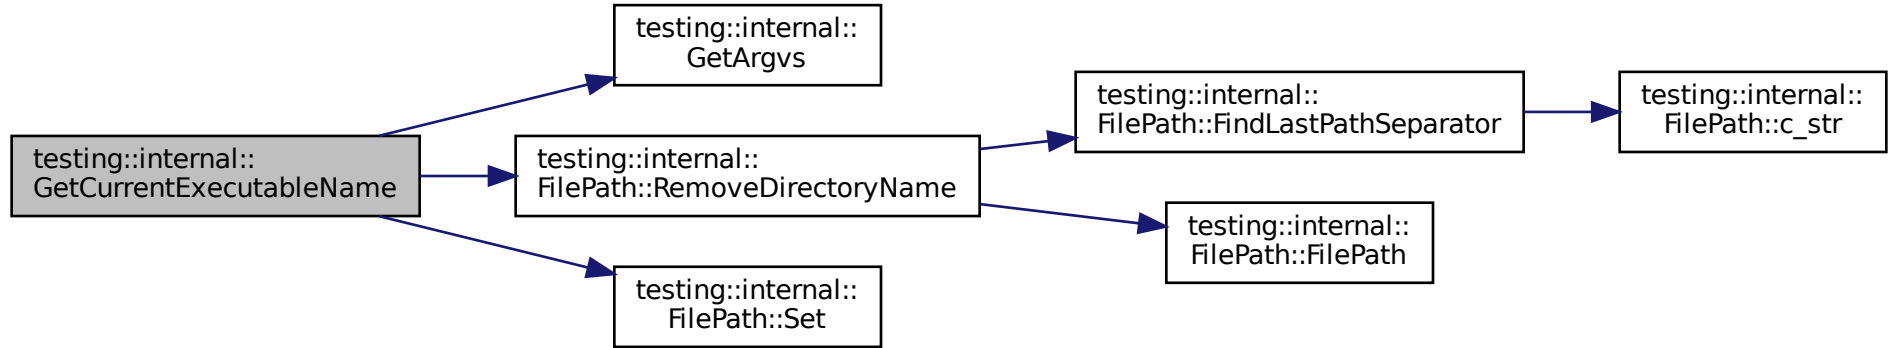 testing::internal::
GetCurrentExecutableName
testing::internal::
GetArgvs
testing::internal::
FilePath::RemoveDirectoryName
testing::internal::
FilePath::Set
testing::internal::
FilePath::FindLastPathSeparator
testing::internal::
FilePath::FilePath
testing::internal::
FilePath::c_str